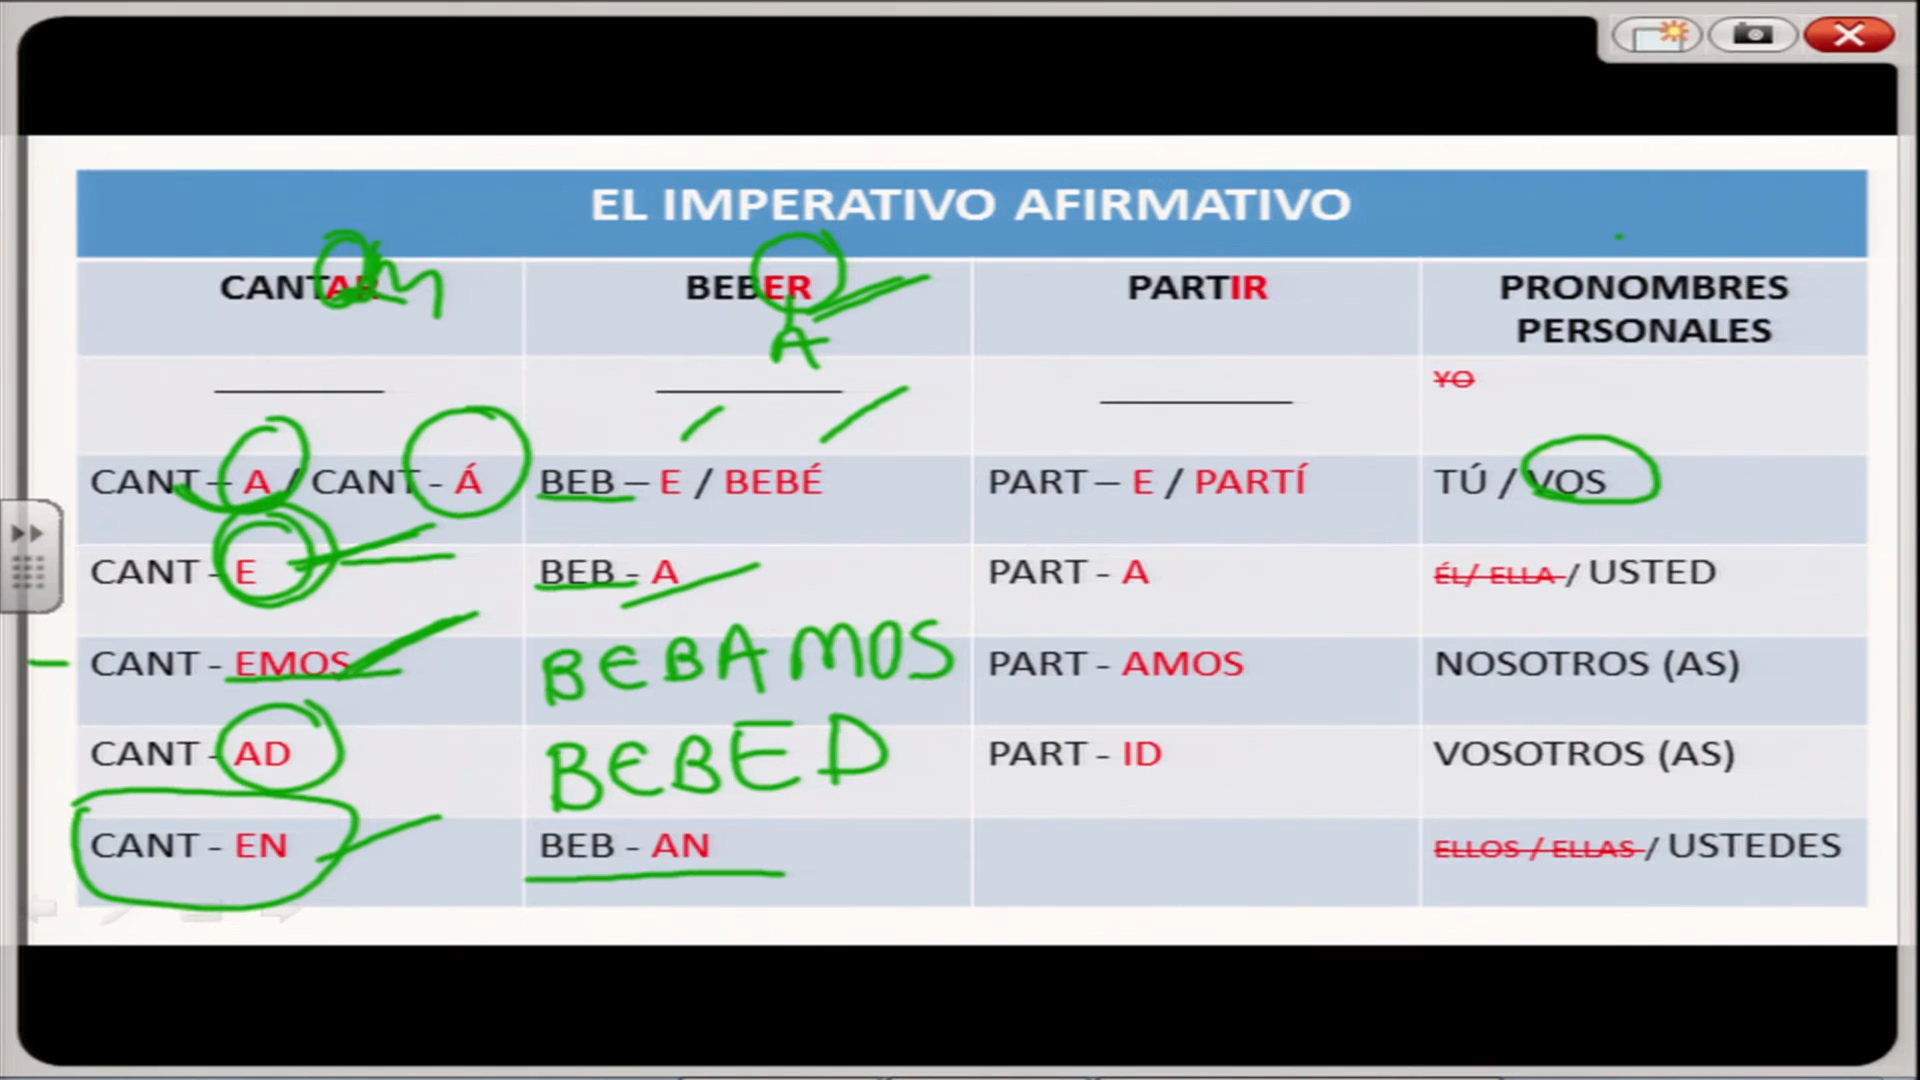 EL IMPERATIVO AFIRMATIVO
CANTAR BEBER PARTIR PRONOMBRES PERSONALES
A
YO
CANT – A / CANT - Á BEB – E / BEBÉ PART – E / PARTÍ TÚ / VOS
CANT - E BEB - A PART - A ÉL/ ELLA / USTED
CANT - EMOS BEBAMOS PART - AMOS NOSOTROS (AS)
CANT - AD BEBED PART - ID VOSOTROS (AS)
CANT - EN BEB - AN ELLOS / ELLAS / USTEDES